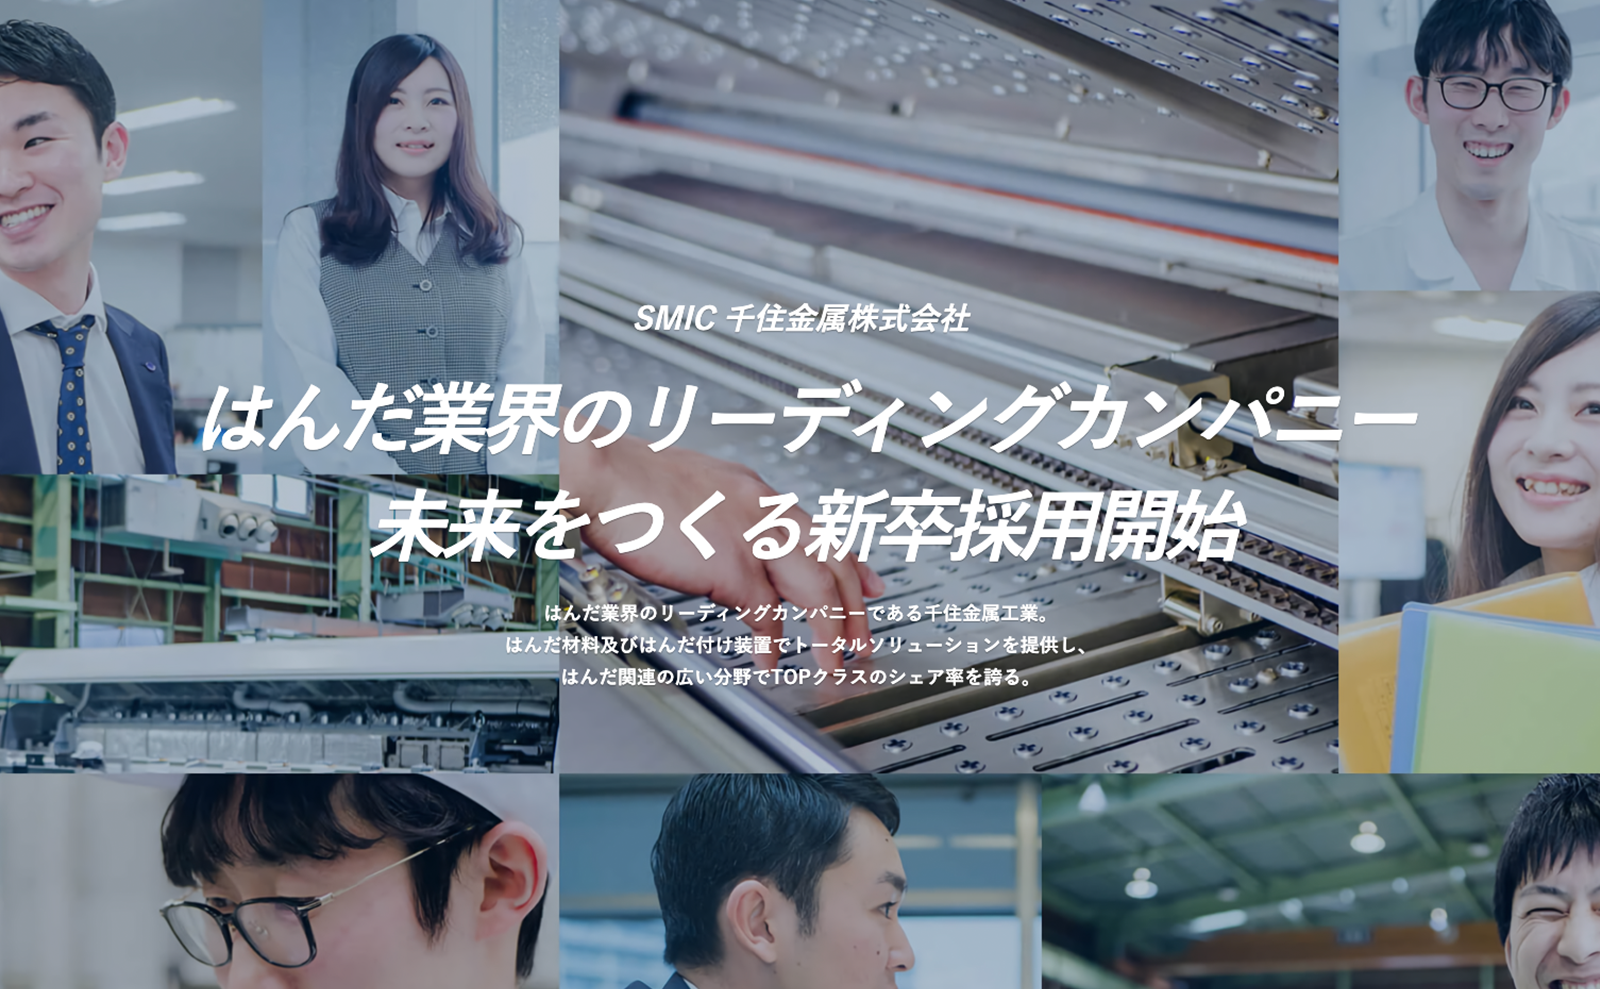 SMIC 千住金属株式会社
はんだ業界のリーディングカンパニー
未来をつくる新卒採用開始
はんだ業界のリーディングカンパニーである千住金属工業。
はんだ材料及びはんだ付け装置でトータルソリューションを提供し、
はんだ関連の広い分野でTOPクラスのシェア率を誇る。